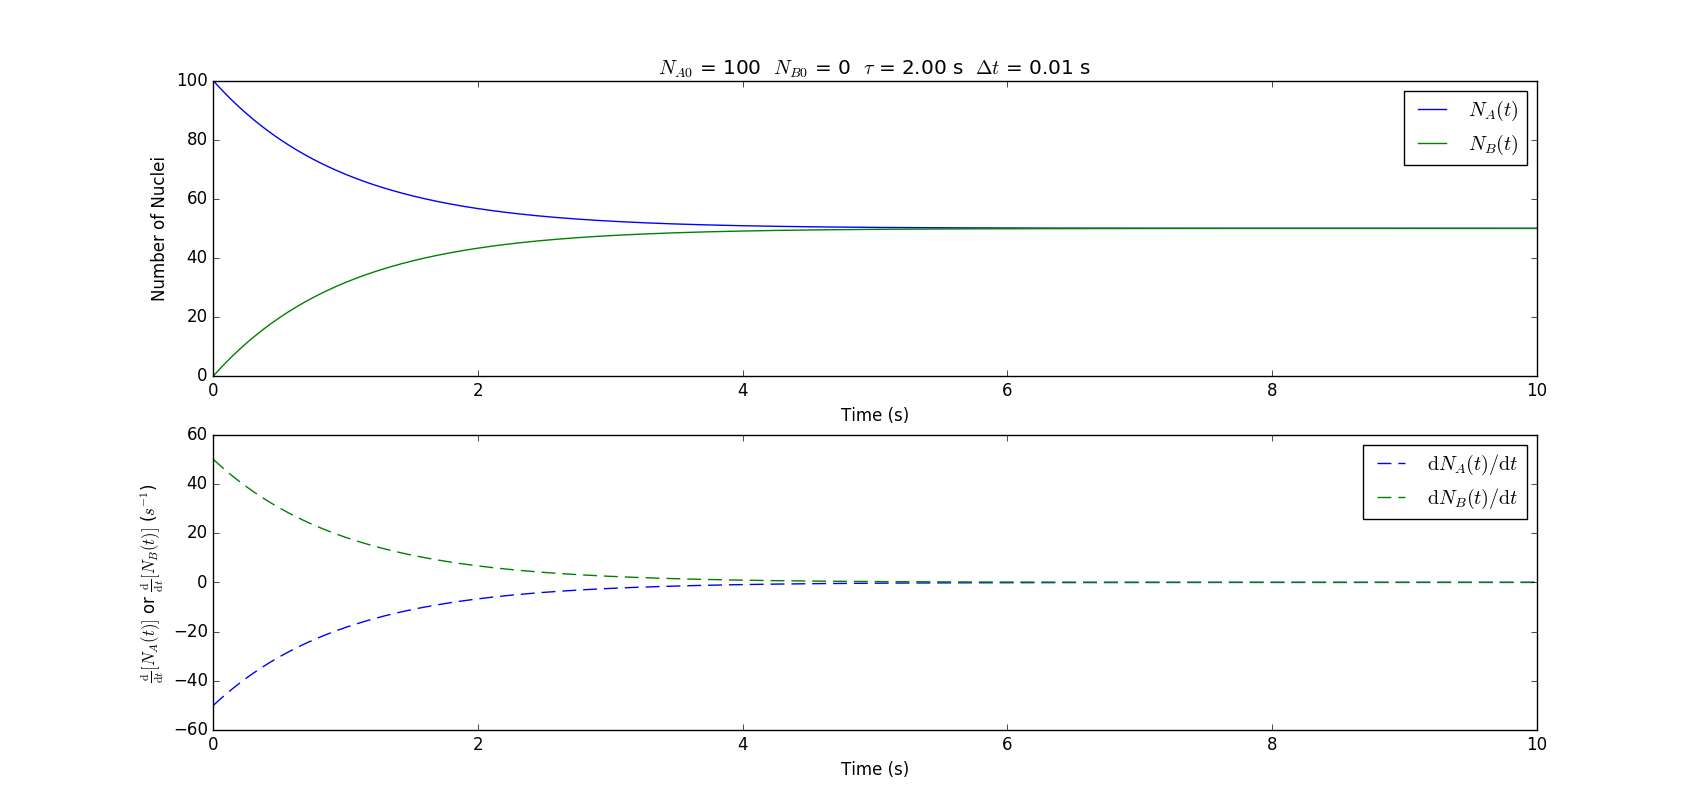 N_A0 = 100 N_B0 = 0 τ = 2.00 s Δt = 0.01 s
100
80
60
40
20
0
Number of Nuclei
N_A(t)
N_B(t)
0 2 4 6 8 10
Time (s)
60
40
20
0
−20
−40
−60
d/dt[N_A(t)] or d/dt[N_B(t)] (s^−1)
dN_A(t)/dt
dN_B(t)/dt
0 2 4 6 8 10
Time (s)